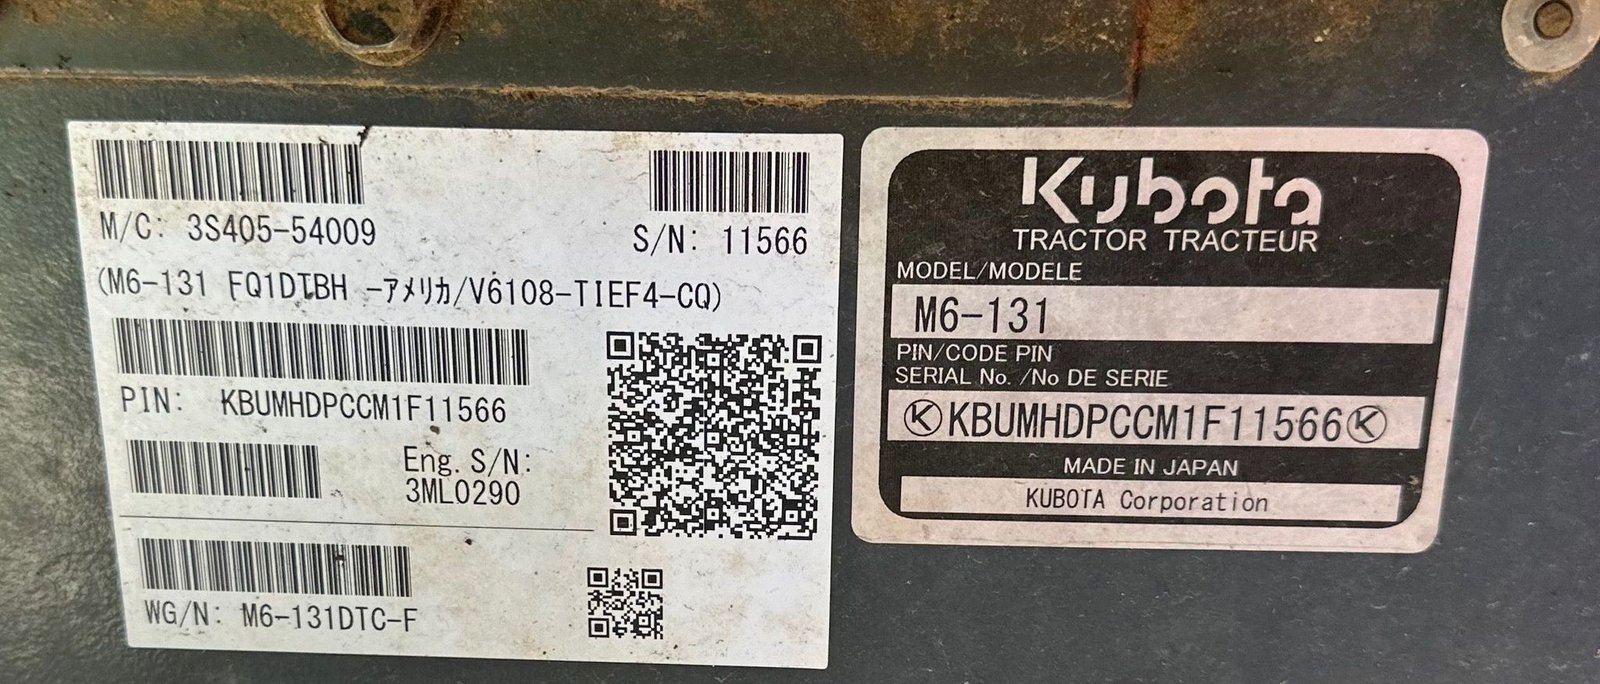 M/C: 3S405-54009
S/N: 11566
(M6-131 FQ1DTBH -アメリカ/V6108-TIEF4-CQ)
PIN: KBUMHDPCCM1F11566
Eng. S/N:
3ML0290
WG/N: M6-131DTC-F
Kubota
TRACTOR TRACTEUR
MODEL/MODELE
M6-131
PIN/CODE PIN
SERIAL No. /No DE SERIE
K KBUMHDPCCM1F11566 K
MADE IN JAPAN
KUBOTA Corporation